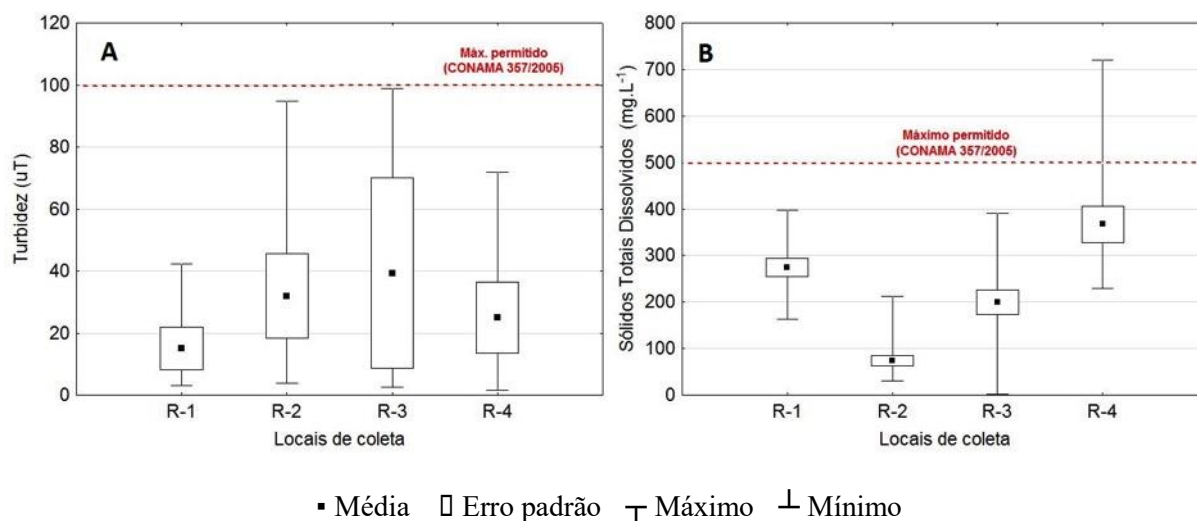 A
Máx. permitido
(CONAMA 357/2005)
Turbidez (uT)
120
100
80
60
40
20
0
R-1 R-2 R-3 R-4
Locais de coleta
B
Máximo permitido
(CONAMA 357/2005)
Sólidos Totais Dissolvidos (mg.L⁻¹)
800
700
600
500
400
300
200
100
0
R-1 R-2 R-3 R-4
Locais de coleta
Média Erro padrão Máximo Mínimo